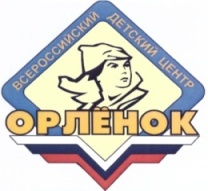 ВСЕРОССИЙСКИЙ ДЕТСКИЙ ЦЕНТР
ОРЛЁНОК